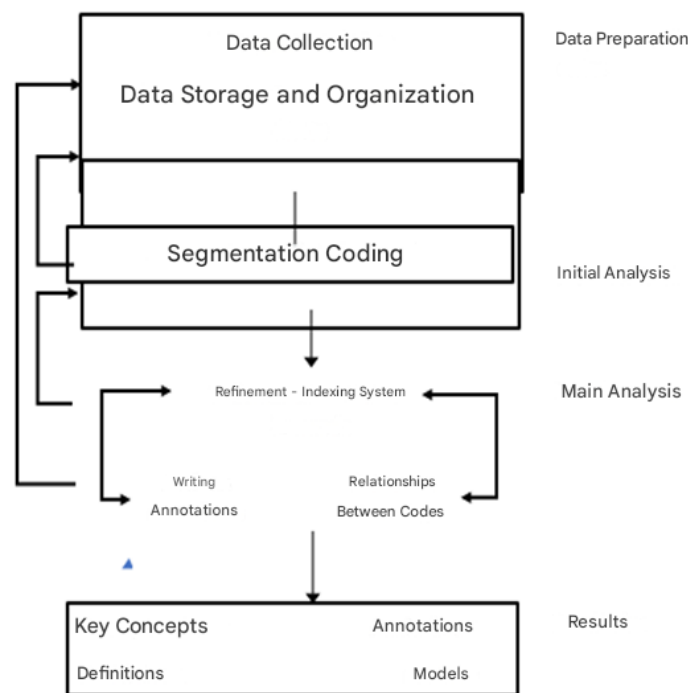 Data Collection
Data Preparation
Data Storage and Organization
Segmentation Coding
Initial Analysis
Refinement - Indexing System
Main Analysis
Writing
Relationships
Annotations
Between Codes
Key Concepts
Annotations
Results
Definitions
Models